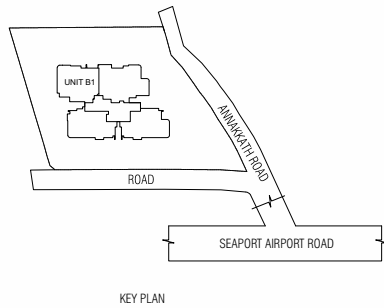 UNIT B1
ANNAKKATH ROAD
ROAD
SEAPORT AIRPORT ROAD
KEY PLAN